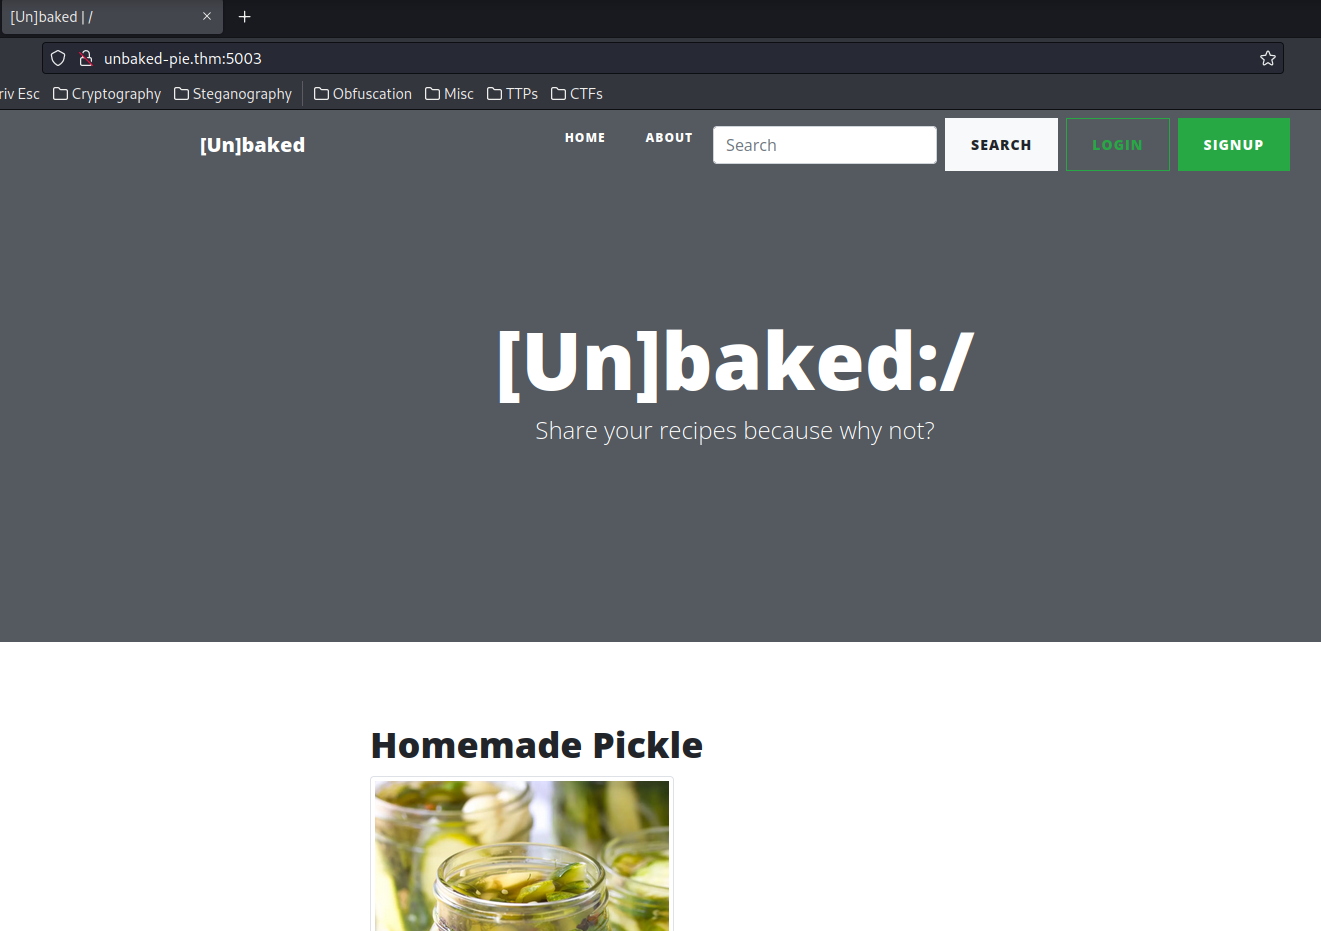 [Un]baked | /
unbaked-pie.thm:5003
riv Esc Cryptography Steganography Obfuscation Misc TTPs CTFs
[Un]baked HOME ABOUT Search SEARCH LOGIN SIGNUP
[Un]baked:/
Share your recipes because why not?
Homemade Pickle